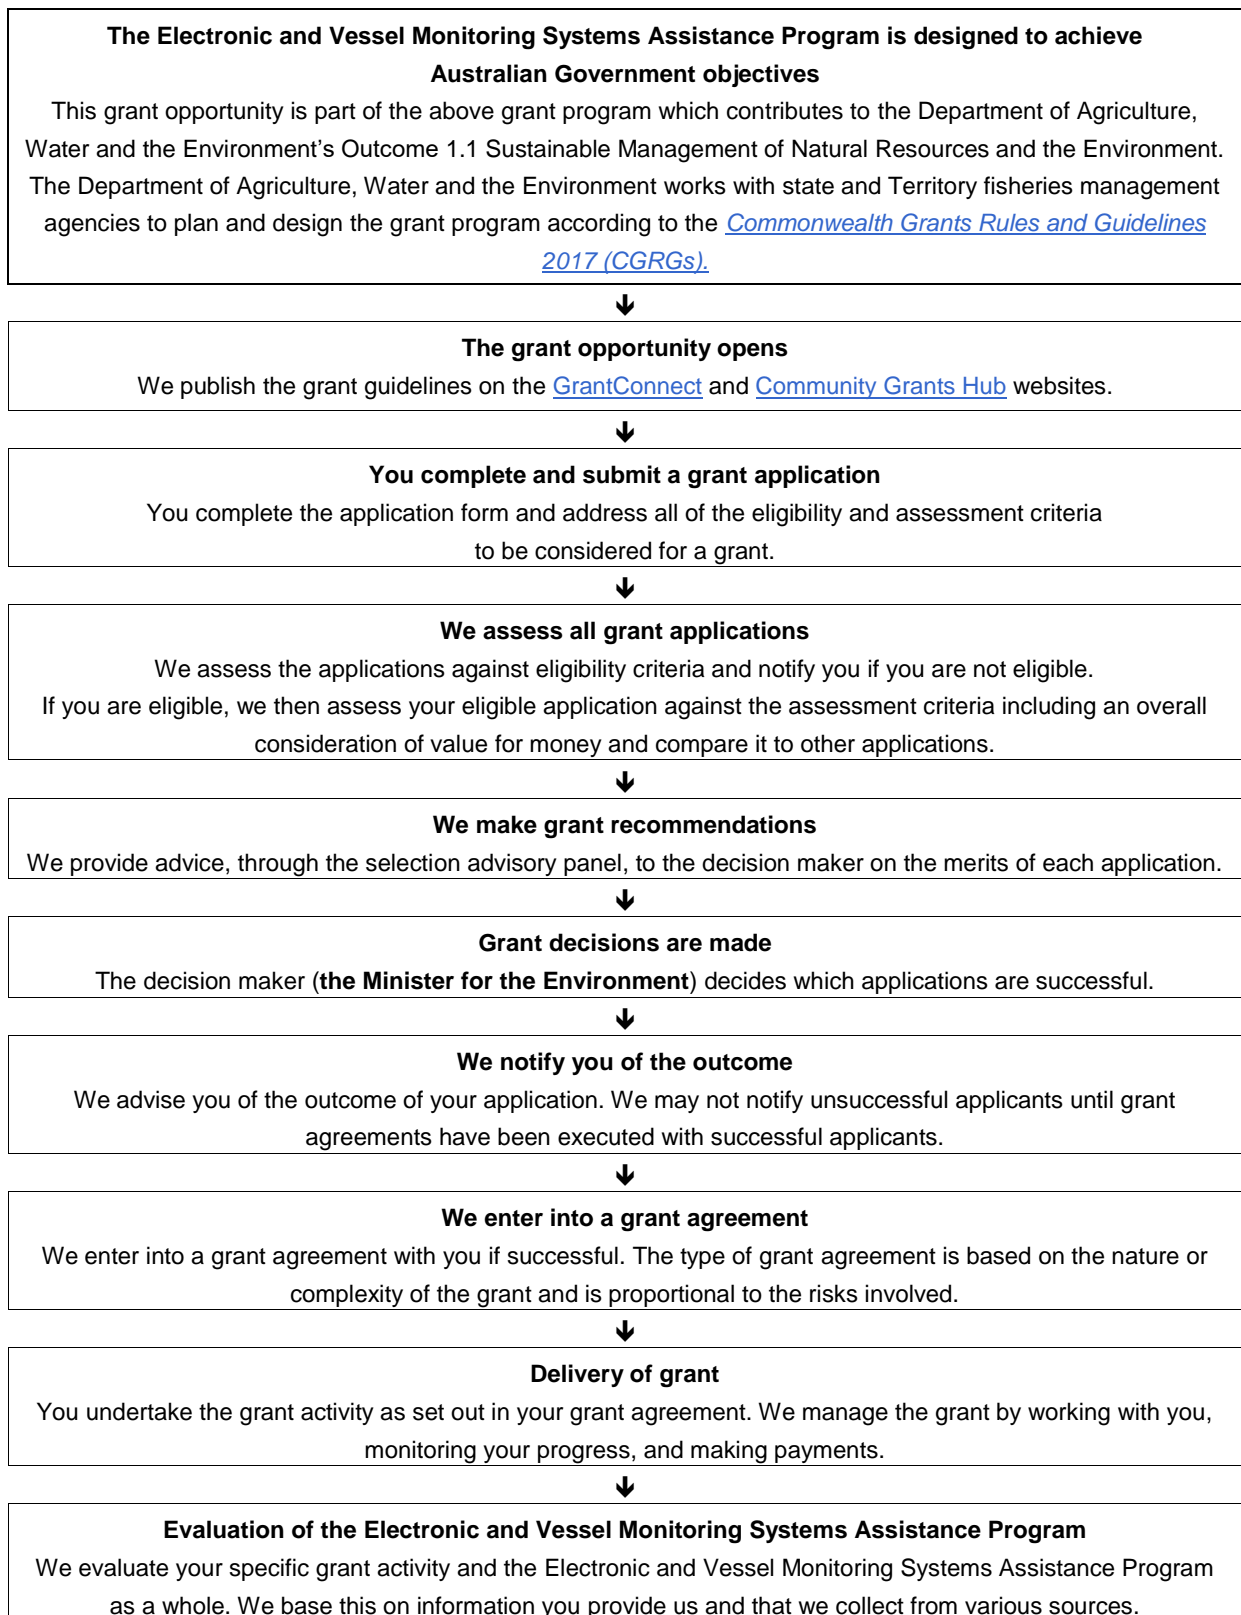 The Electronic and Vessel Monitoring Systems Assistance Program is designed to achieve
Australian Government objectives
This grant opportunity is part of the above grant program which contributes to the Department of Agriculture,
Water and the Environment's Outcome 1.1 Sustainable Management of Natural Resources and the Environment.
The Department of Agriculture, Water and the Environment works with state and Territory fisheries management
agencies to plan and design the grant program according to the Commonwealth Grants Rules and Guidelines
2017 (CGRGs).
The grant opportunity opens
We publish the grant guidelines on the GrantConnect and Community Grants Hub websites.
You complete and submit a grant application
You complete the application form and address all of the eligibility and assessment criteria
to be considered for a grant.
We assess all grant applications
We assess the applications against eligibility criteria and notify you if you are not eligible.
If you are eligible, we then assess your eligible application against the assessment criteria including an overall
consideration of value for money and compare it to other applications.
We make grant recommendations
We provide advice, through the selection advisory panel, to the decision maker on the merits of each application.
Grant decisions are made
The decision maker (the Minister for the Environment) decides which applications are successful.
We notify you of the outcome
We advise you of the outcome of your application. We may not notify unsuccessful applicants until grant
agreements have been executed with successful applicants.
We enter into a grant agreement
We enter into a grant agreement with you if successful. The type of grant agreement is based on the nature or
complexity of the grant and is proportional to the risks involved.
Delivery of grant
You undertake the grant activity as set out in your grant agreement. We manage the grant by working with you,
monitoring your progress, and making payments.
Evaluation of the Electronic and Vessel Monitoring Systems Assistance Program
We evaluate your specific grant activity and the Electronic and Vessel Monitoring Systems Assistance Program
as a whole. We base this on information you provide us and that we collect from various sources.